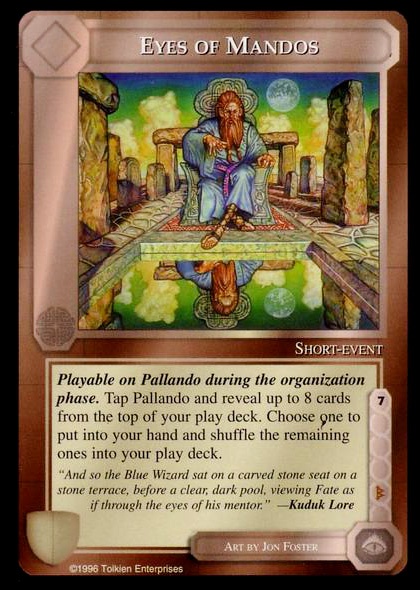 EYES OF MANDOS
SHORT-EVENT
Playable on Pallando during the organization
phase. Tap Pallando and reveal up to 8 cards
from the top of your play deck. Choose one to
put into your hand and shuffle the remaining
ones into your play deck.
7
“And so the Blue Wizard sat on a carved stone seat on a
stone terrace, before a clear, dark pool, viewing Fate as
if through the eyes of his mentor.” —Kuduk Lore
ART BY JON FOSTER
©1996 Tolkien Enterprises